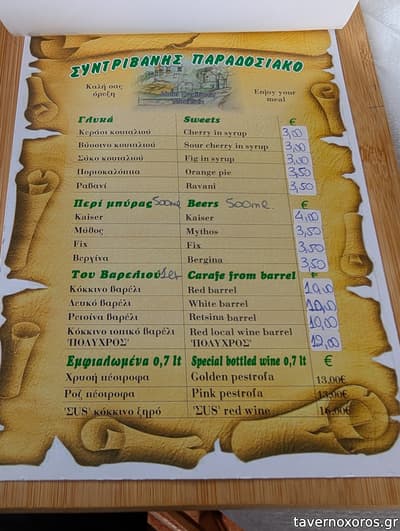 ΣΥΝΤΡΙΒΑΝΗΣ ΠΑΡΑΔΟΣΙΑΚΟ
Καλή σας όρεξη
Enjoy your meal
Γλυκά Sweets €
Κεράσι κουταλιού Cherry in syrup 3,00
Βύσσινο κουταλιού Sour cherry in syrup 3,00
Σύκο κουταλιού Fig in syrup 3,00
Πορτοκαλόπιτα Orange pie 3,50
Ραβανί Ravani 3,50
Περί μπύρας 500ml Beers 500ml €
Kaiser Kaiser 4,00
Μύθος Mythos 3,50
Fix Fix 3,50
Βεργίνα Bergina 3,50
Του Βαρελιού Carafe from barrel
Κόκκινο βαρέλι Red barrel 10,00
Λευκό βαρέλι White barrel 10,00
Ρετσίνα βαρέλι Retsina barrel 10,00
Κόκκινο τοπικό βαρέλι 'ΠΟΛΥΧΡΟΣ' Red local wine barrel 'ΠΟΛΥΧΡΟΣ' 12,00
Εμφιαλωμένα 0,7 lt Special bottled wine 0,7 lt €
Χρυσή πέστροφα Golden pestrofa 13,00€
Ροζ πέστροφα Pink pestrofa 13,00€
'ΣUS' κόκκινο ξηρό 'ΣUS' red wine 16,00€
tavernoxoros.gr